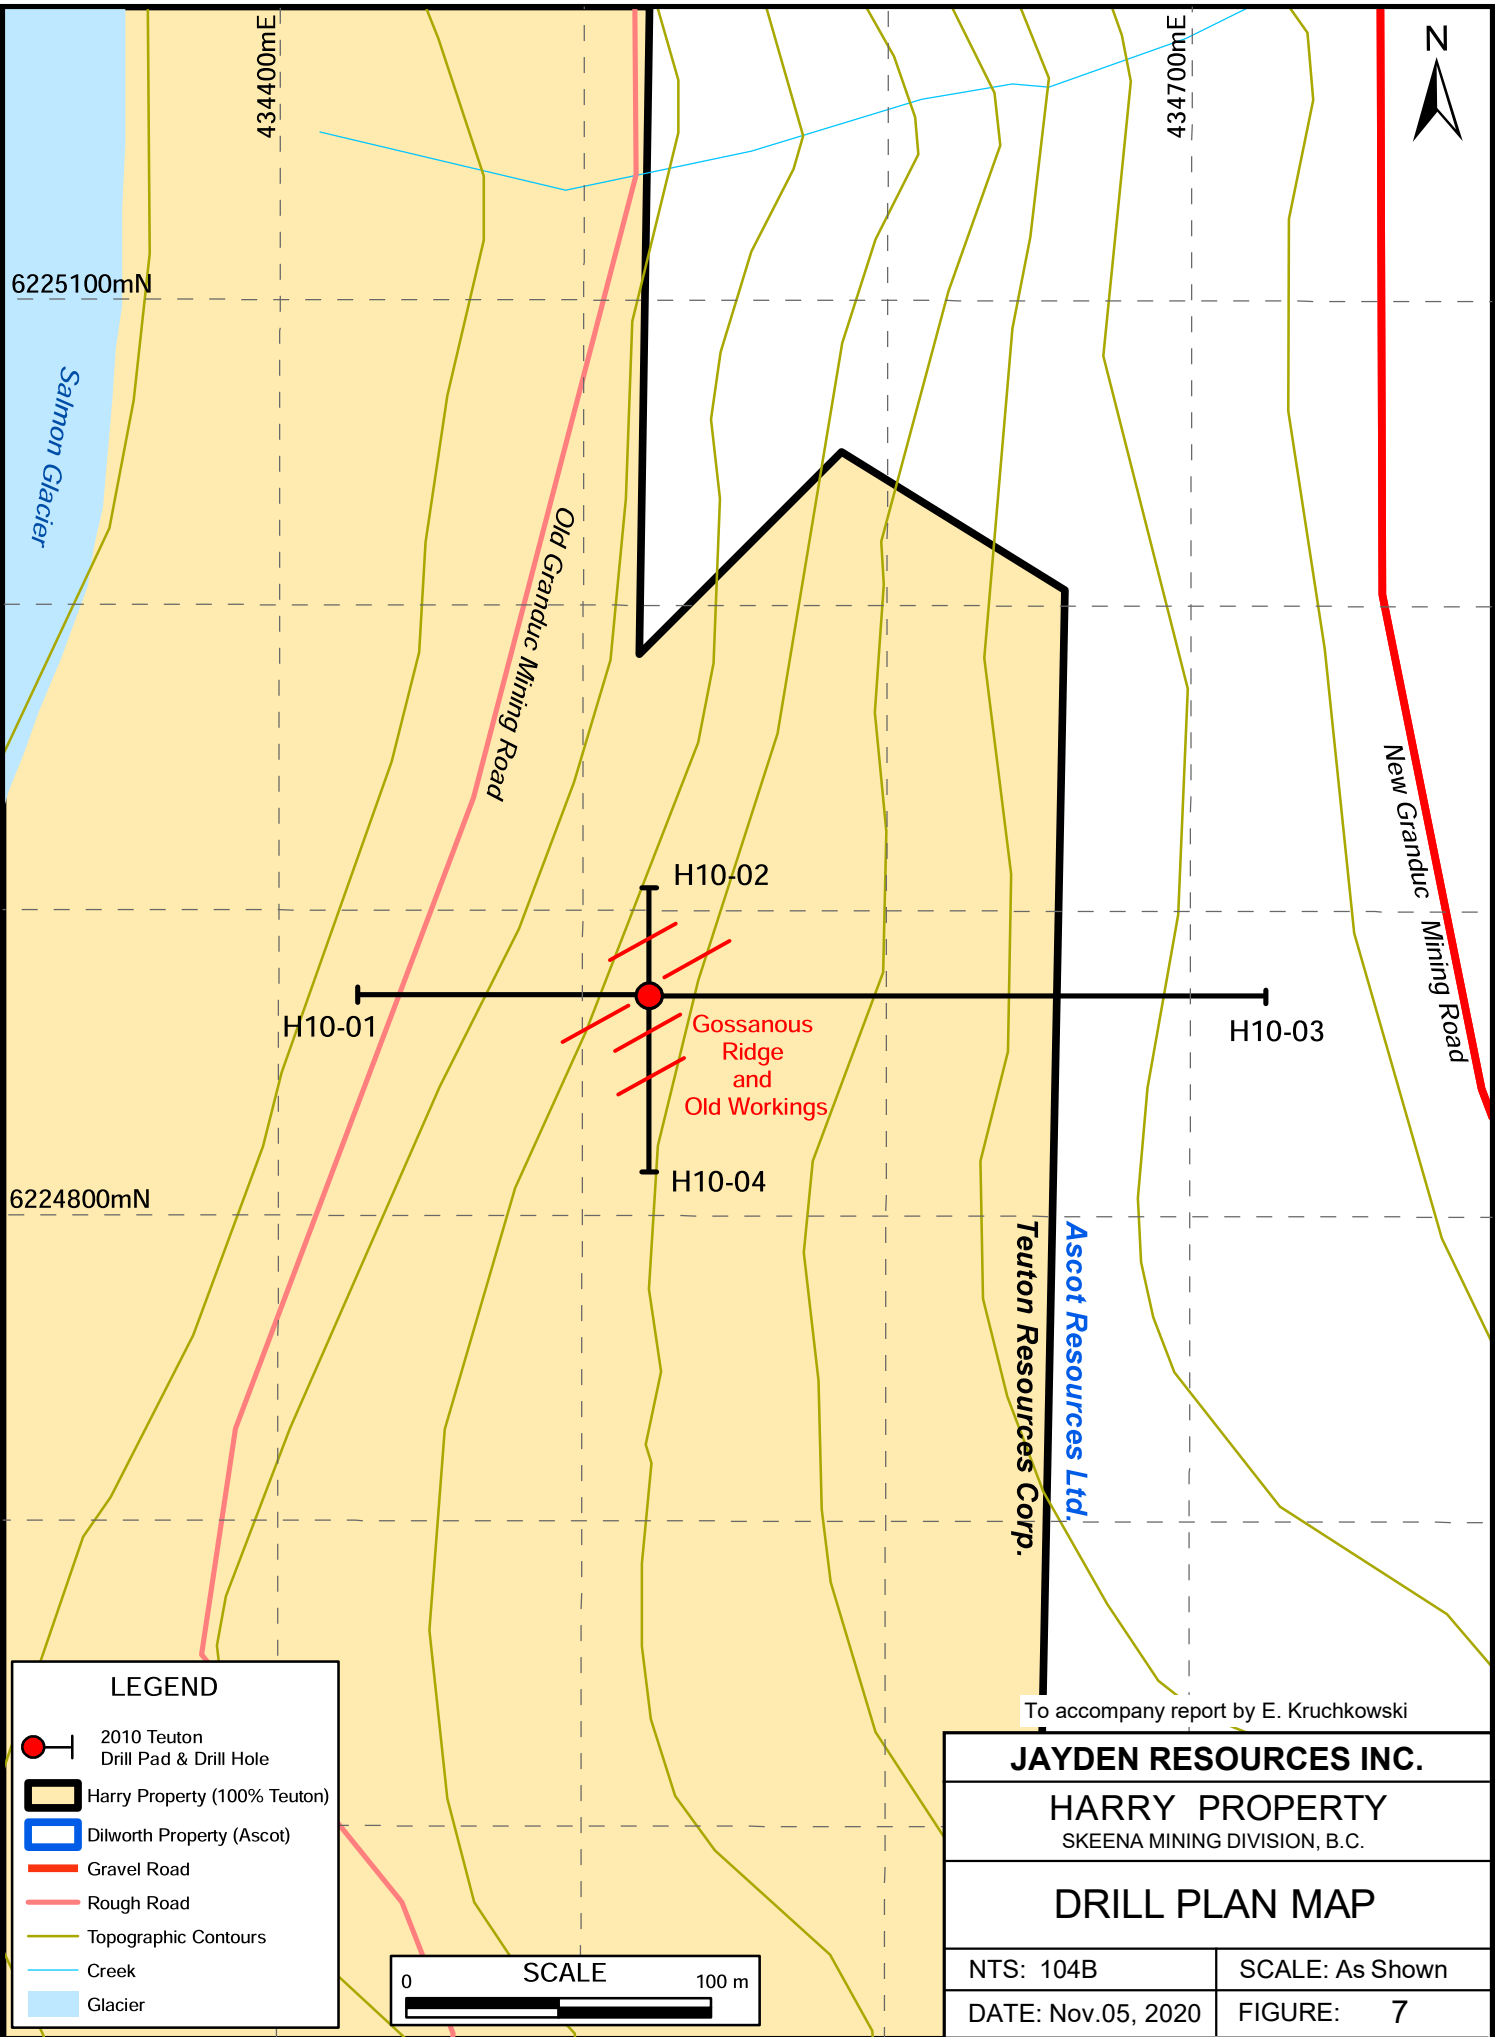 434400mE
434700mE
N
6225100mN
Salmon Glacier
Old Granduc Mining Road
New Granduc Mining Road
H10-02
H10-01
H10-03
Gossanous
Ridge
and
Old Workings
H10-04
6224800mN
Teuton Resources Corp.
Ascot Resources Ltd.
LEGEND
2010 Teuton
Drill Pad & Drill Hole
Harry Property (100% Teuton)
Dilworth Property (Ascot)
Gravel Road
Rough Road
Topographic Contours
Creek
Glacier
SCALE
0 100 m
To accompany report by E. Kruchkowski
JAYDEN RESOURCES INC.
HARRY PROPERTY
SKEENA MINING DIVISION, B.C.
DRILL PLAN MAP
NTS: 104B
SCALE: As Shown
DATE: Nov.05, 2020
FIGURE: 7